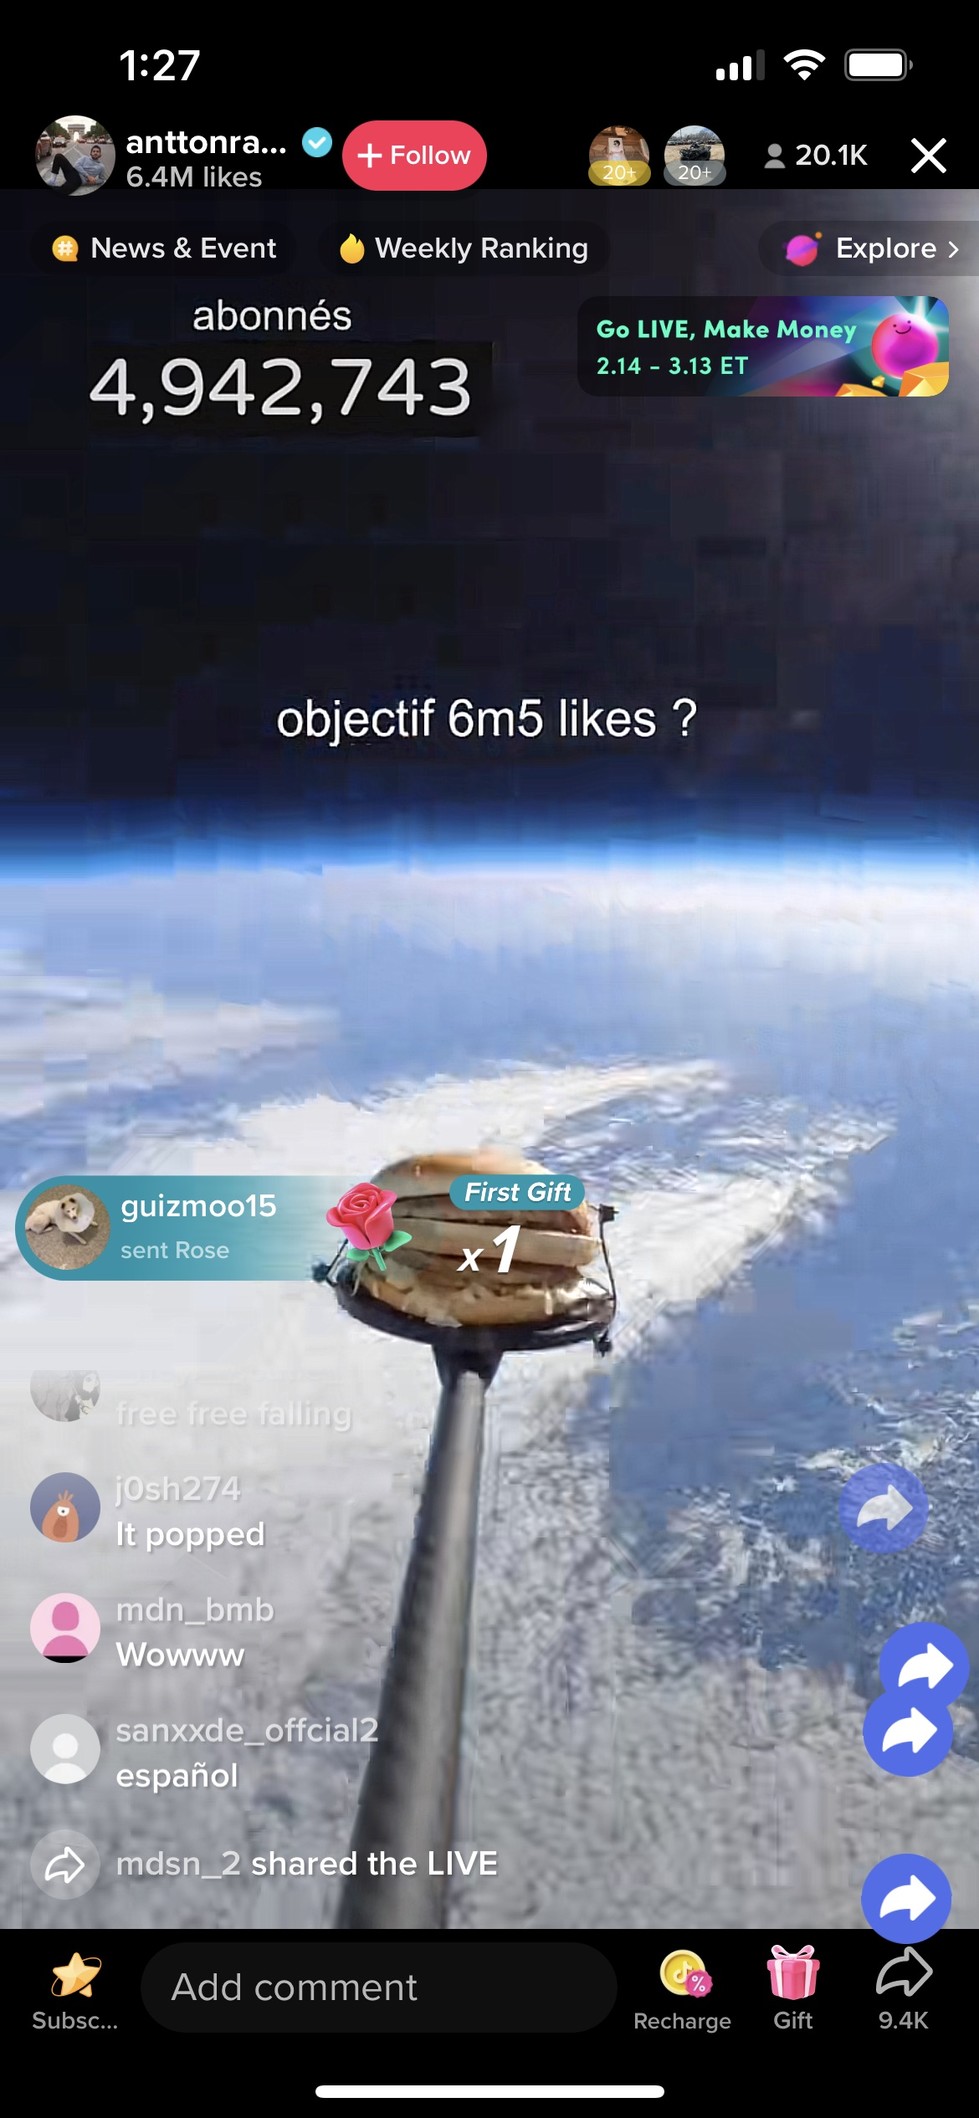 1:27
anttonra...
6.4M likes
+ Follow
20+
20+
20.1K
News & Event
Weekly Ranking
Explore >
abonnés
4,942,743
Go LIVE, Make Money
2.14 - 3.13 ET
objectif 6m5 likes ?
guizmoo15
sent Rose
First Gift
x1
free free falling
j0sh274
It popped
mdn_bmb
Wowww
sanxxde_offcial2
español
mdsn_2 shared the LIVE
Subsc...
Add comment
Recharge
Gift
9.4K